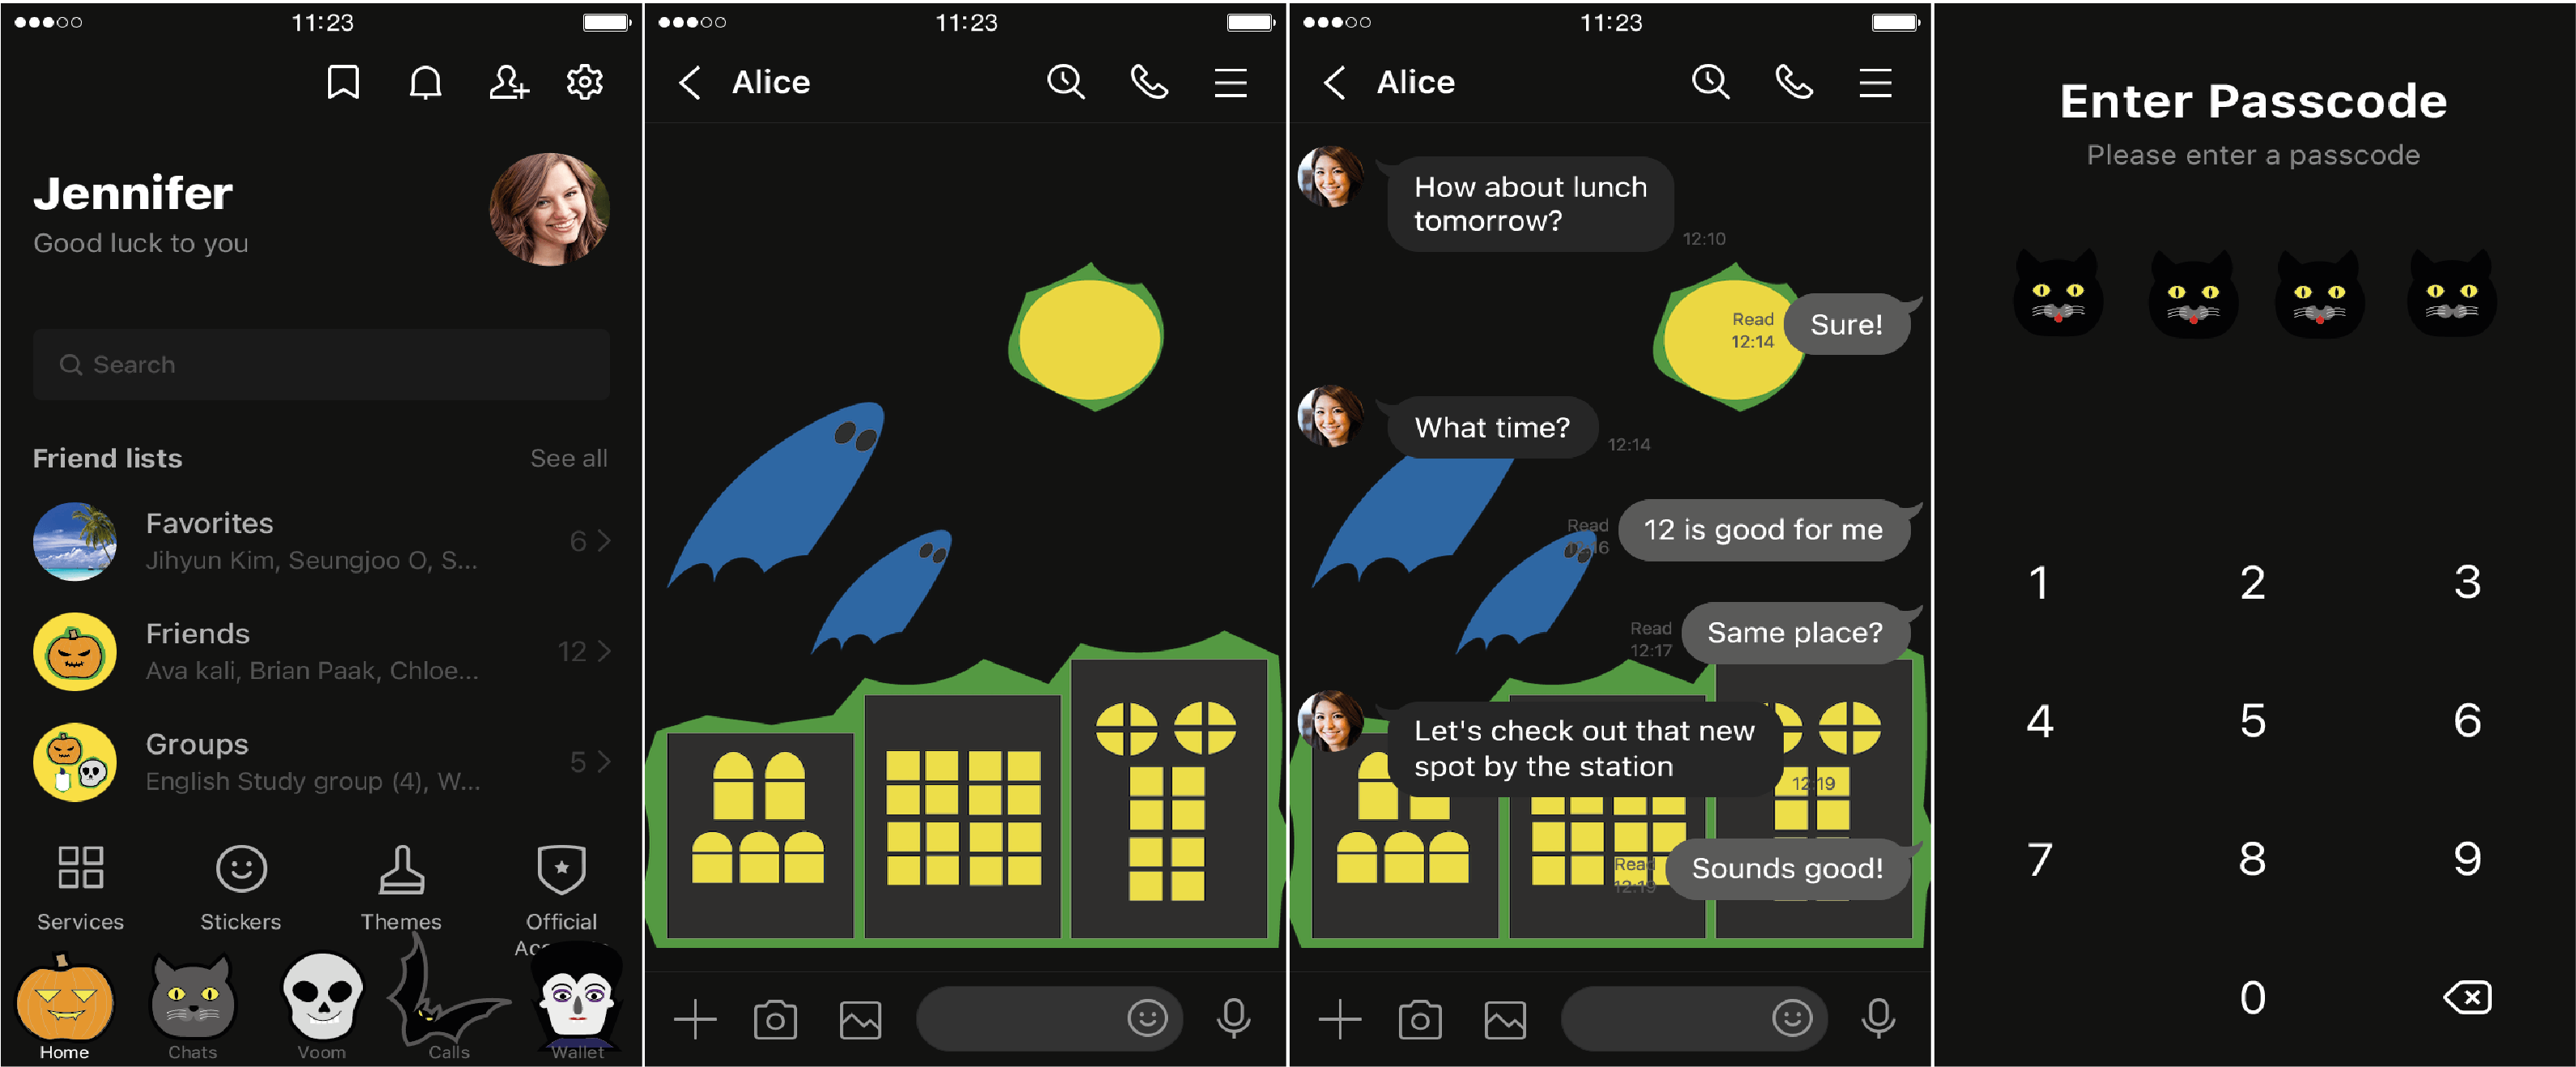 11:23
Jennifer
Good luck to you
Search
Friend lists
See all
Favorites
6
Jihyun Kim, Seungjoo O, S...
Friends
12
Ava kali, Brian Paak, Chloe...
Groups
5
English Study group (4), W...
Services
Stickers
Themes
Official
Home
Chats
Voom
Calls
Wallet
11:23
Alice
11:23
Alice
How about lunch
tomorrow?
12:10
Read
12:14
Sure!
What time?
12:14
Read
12:16
12 is good for me
Read
12:17
Same place?
Let's check out that new
spot by the station
12:19
Read
12:19
Sounds good!
Enter Passcode
Please enter a passcode
1 2 3
4 5 6
7 8 9
0